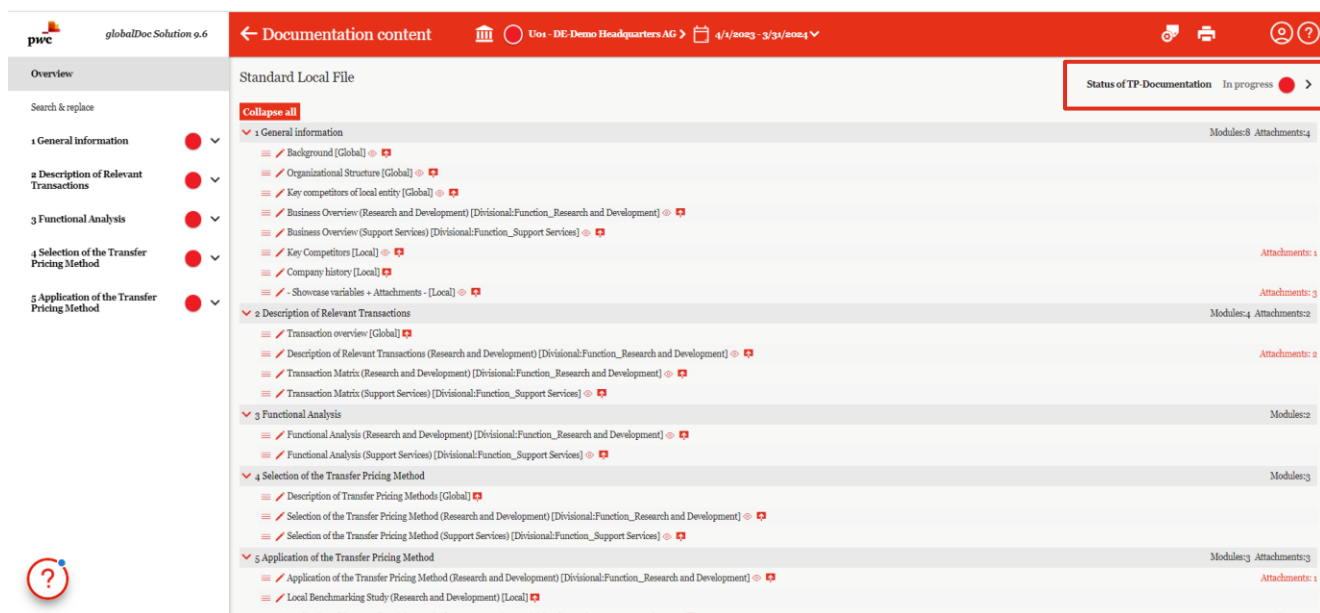 pwc
globalDoc Solution 9.6
Documentation content
U01 - DE-Demo Headquarters AG
4/1/2023 - 3/31/2024
Overview
Search & replace
1 General information
2 Description of Relevant
Transactions
3 Functional Analysis
4 Selection of the Transfer
Pricing Method
5 Application of the Transfer
Pricing Method
Standard Local File
Status of TP-Documentation In progress
Collapse all
1 General information Modules:8 Attachments:4
Background [Global]
Organizational Structure [Global]
Key competitors of local entity [Global]
Business Overview (Research and Development) [Divisional:Function_Research and Development]
Business Overview (Support Services) [Divisional:Function_Support Services]
Key Competitors [Local] Attachments: 1
Company history [Local]
- Showcase variables + Attachments - [Local] Attachments: 3
2 Description of Relevant Transactions Modules:4 Attachments:2
Transaction overview [Global]
Description of Relevant Transactions (Research and Development) [Divisional:Function_Research and Development] Attachments: 2
Transaction Matrix (Research and Development) [Divisional:Function_Research and Development]
Transaction Matrix (Support Services) [Divisional:Function_Support Services]
3 Functional Analysis Modules:2
Functional Analysis (Research and Development) [Divisional:Function_Research and Development]
Functional Analysis (Support Services) [Divisional:Function_Support Services]
4 Selection of the Transfer Pricing Method Modules:3
Description of Transfer Pricing Methods [Global]
Selection of the Transfer Pricing Method (Research and Development) [Divisional:Function_Research and Development]
Selection of the Transfer Pricing Method (Support Services) [Divisional:Function_Support Services]
5 Application of the Transfer Pricing Method Modules:3 Attachments:3
Application of the Transfer Pricing Method (Research and Development) [Divisional:Function_Research and Development] Attachments: 1
Local Benchmarking Study (Research and Development) [Local]